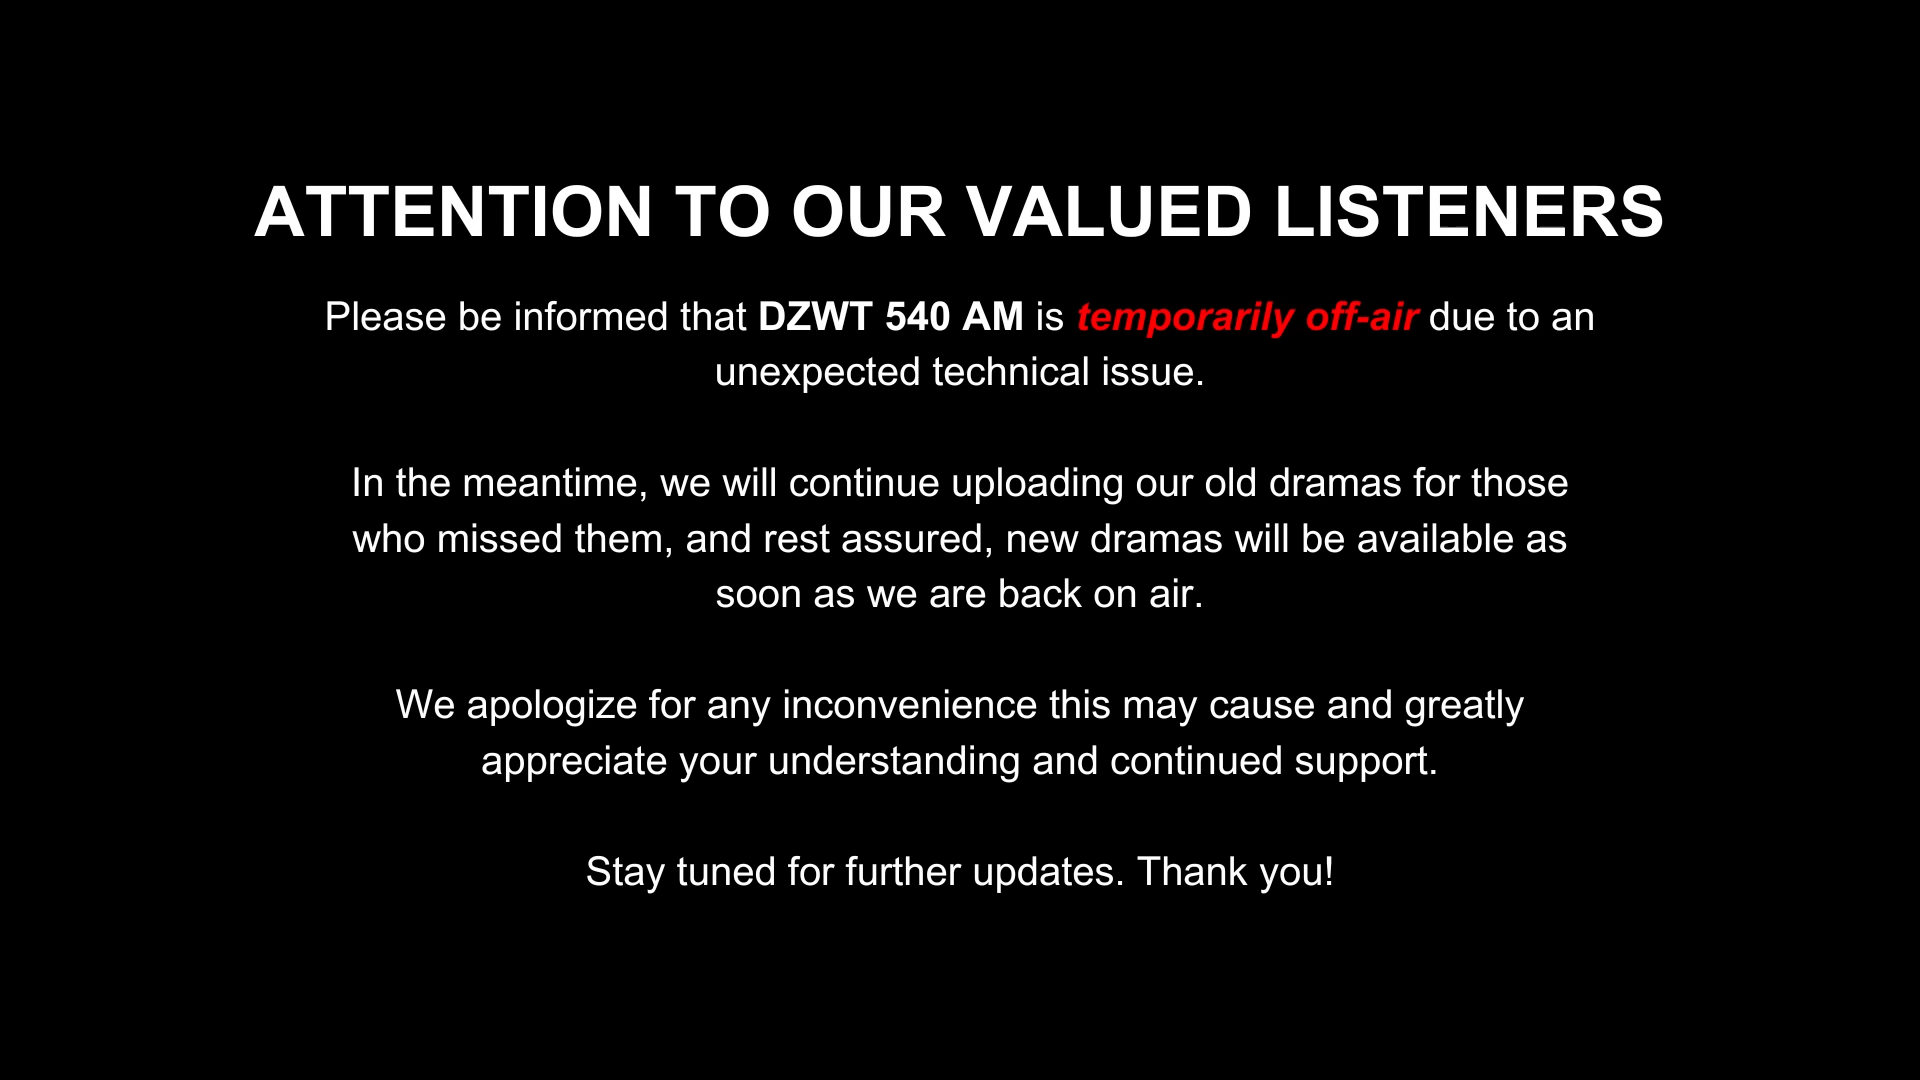 ATTENTION TO OUR VALUED LISTENERS
Please be informed that DZWT 540 AM is temporarily off-air due to an
unexpected technical issue.
In the meantime, we will continue uploading our old dramas for those
who missed them, and rest assured, new dramas will be available as
soon as we are back on air.
We apologize for any inconvenience this may cause and greatly
appreciate your understanding and continued support.
Stay tuned for further updates. Thank you!